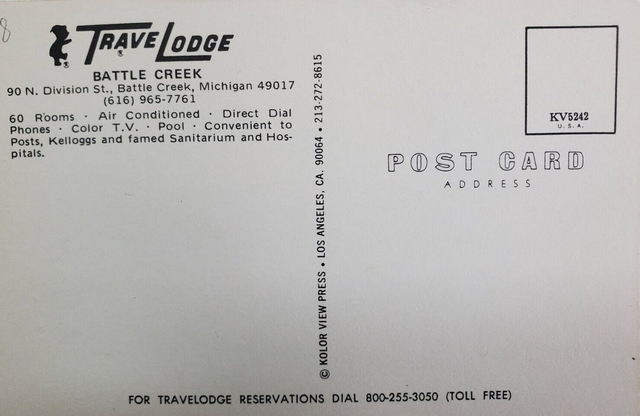 8
TRAVELODGE
BATTLE CREEK
90 N. Division St., Battle Creek, Michigan 49017
(616) 965-7761
60 Rooms · Air Conditioned · Direct Dial
Phones · Color T.V. · Pool · Convenient to
Posts, Kelloggs and famed Sanitarium and Hos-
pitals.
© KOLOR VIEW PRESS • LOS ANGELES, CA. 90064 • 213-272-8615
KV5242
U.S.A.
POST CARD
ADDRESS
FOR TRAVELODGE RESERVATIONS DIAL 800-255-3050 (TOLL FREE)